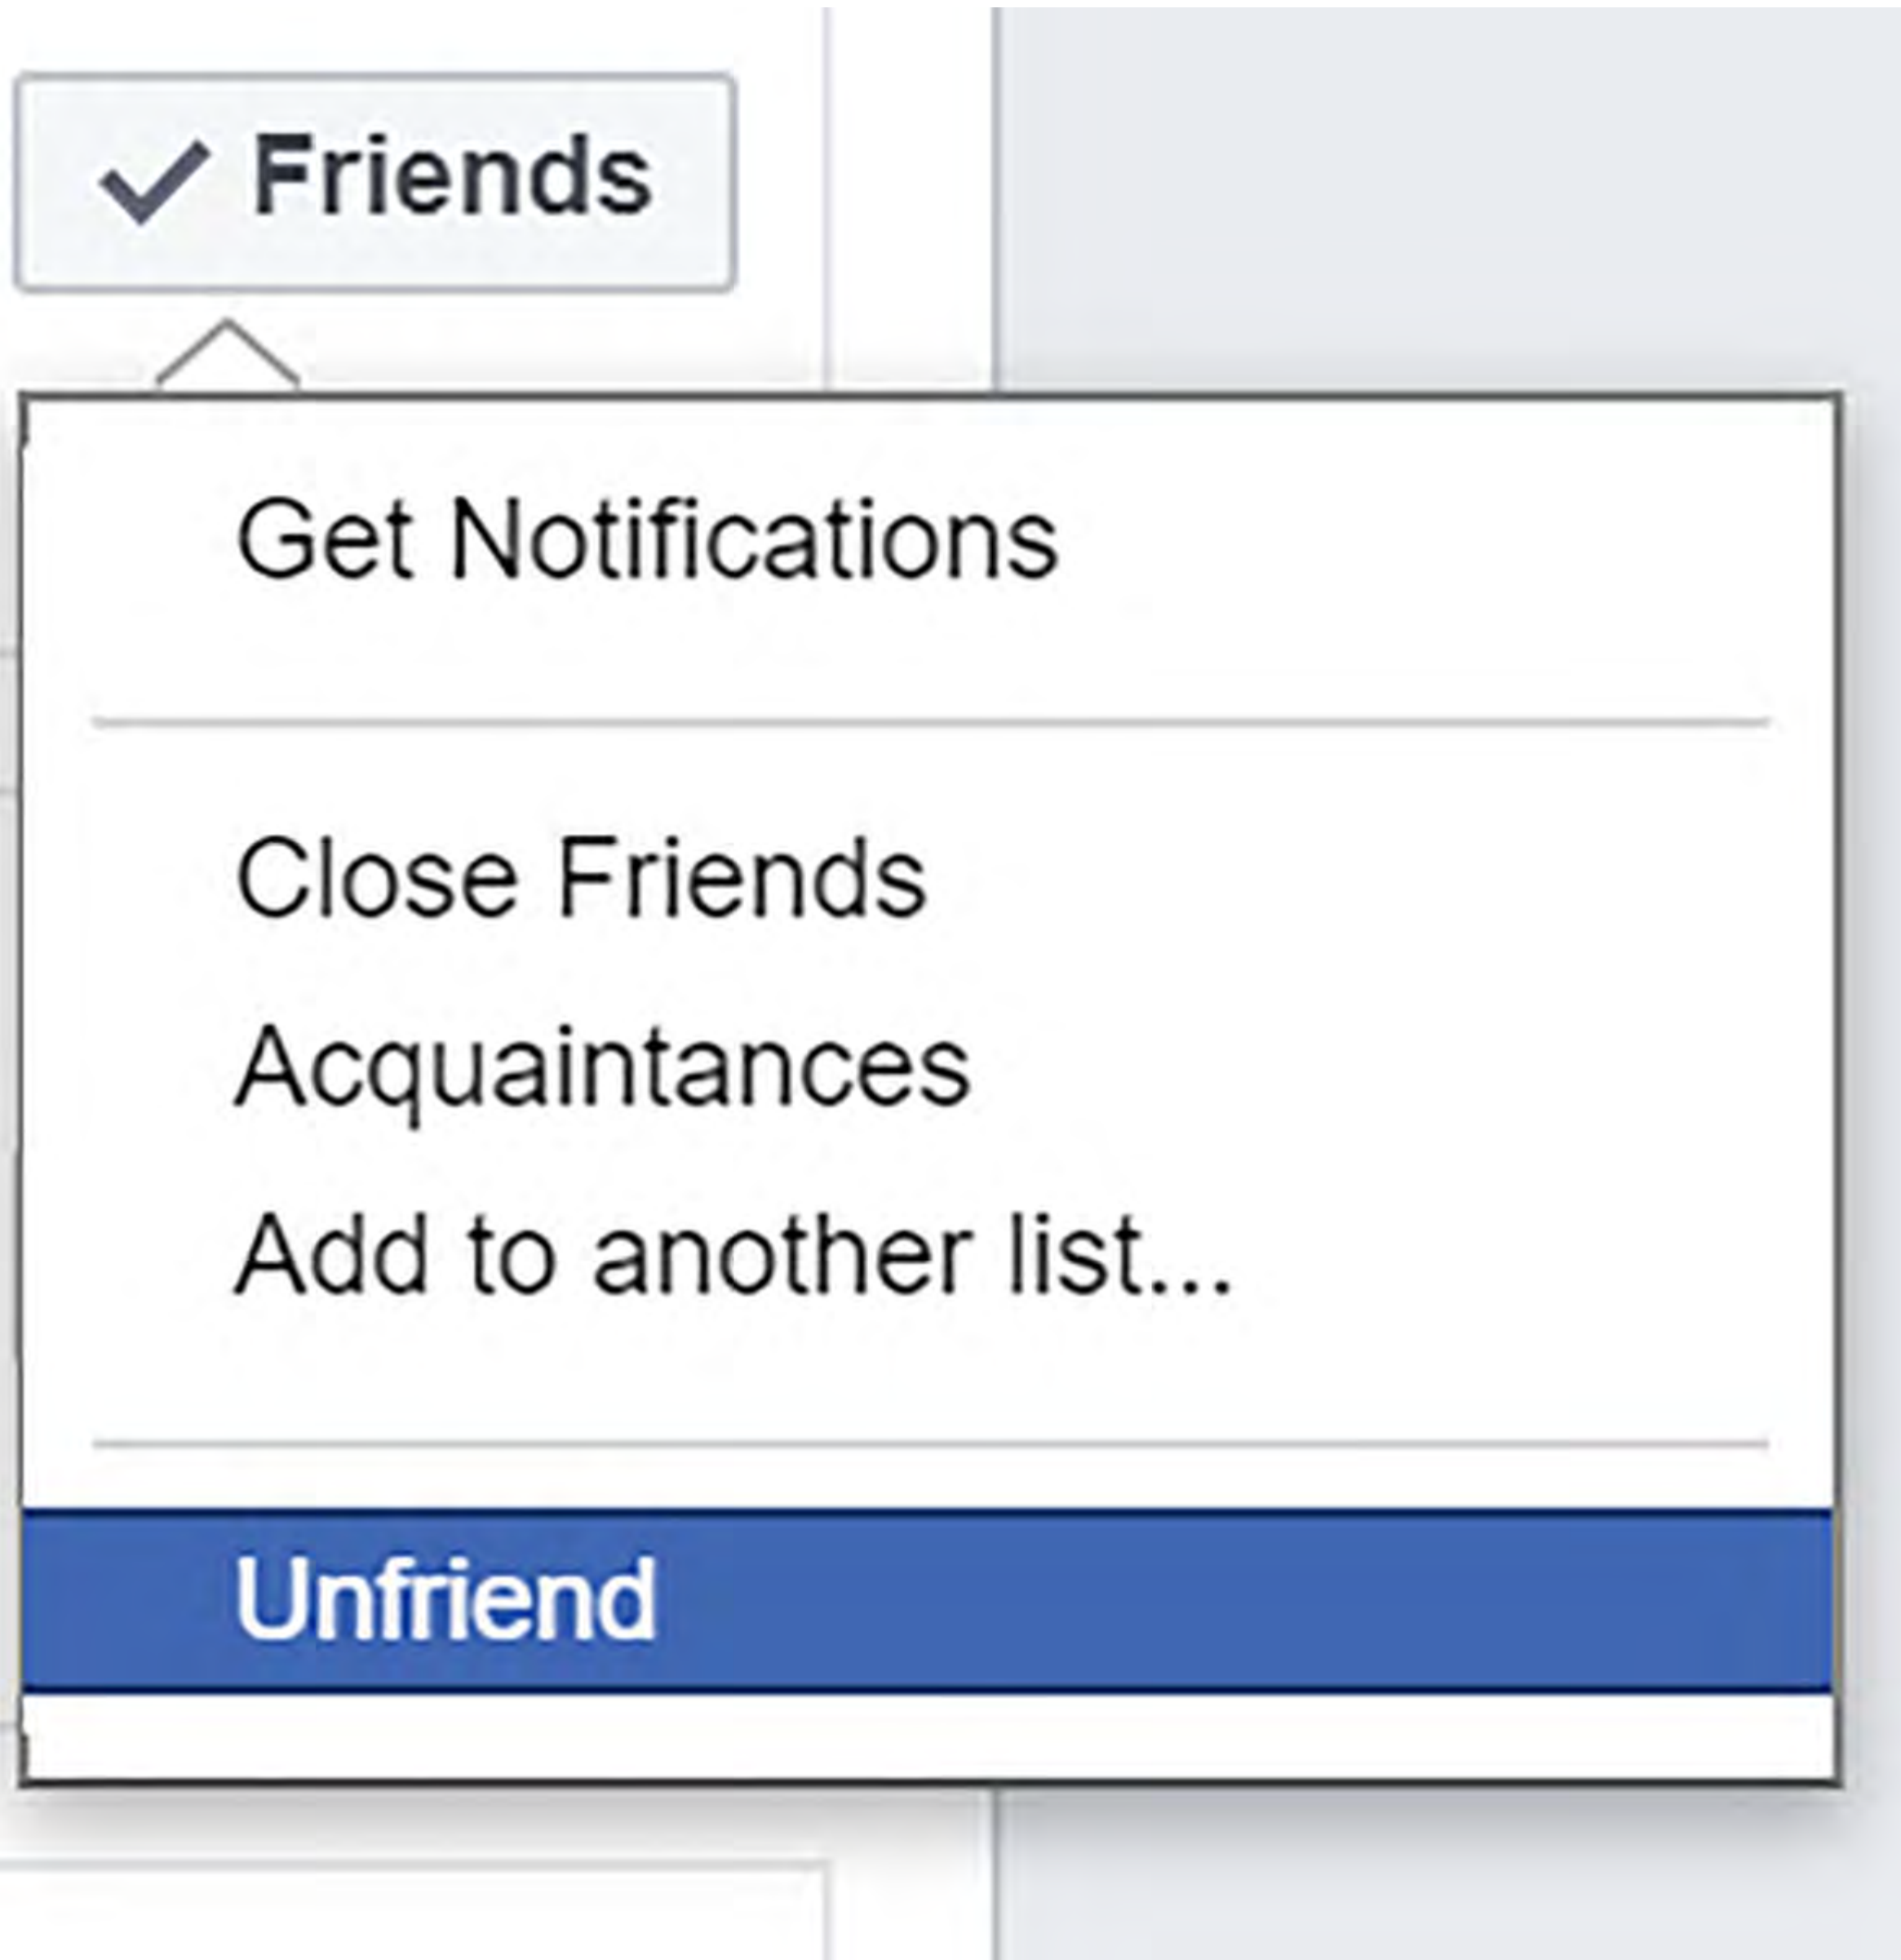 Friends
Get Notifications
Close Friends
Acquaintances
Add to another list...
Unfriend